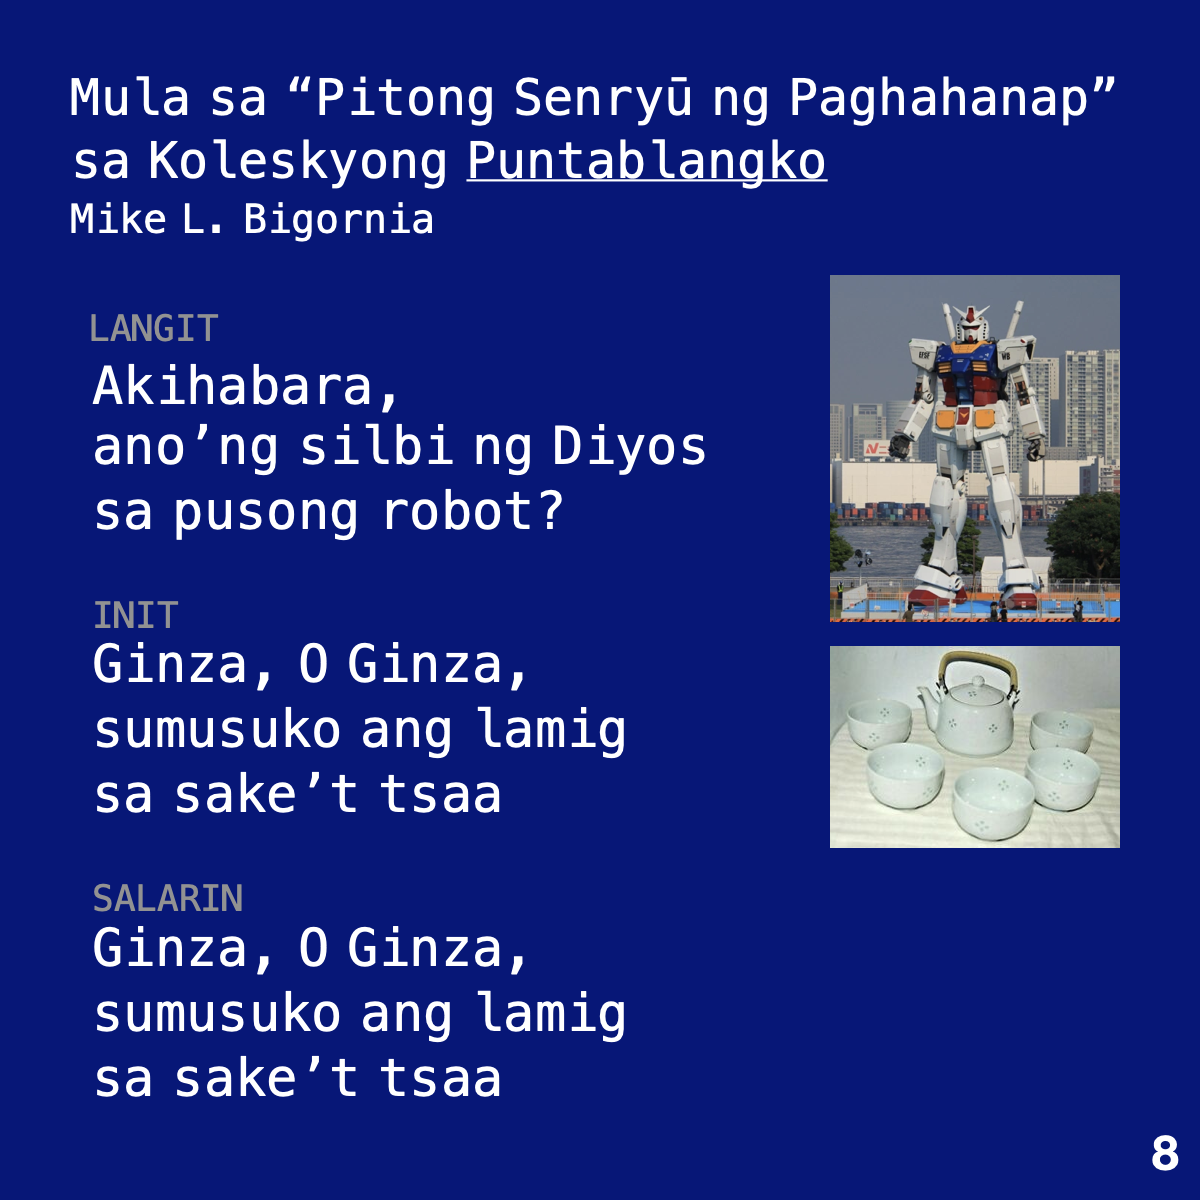 Mula sa “Pitong Senryū ng Paghahanap”
sa Koleskyong Puntablangko
Mike L. Bigornia
LANGIT
Akihabara,
ano’ng silbi ng Diyos
sa pusong robot?
INIT
Ginza, O Ginza,
sumusuko ang lamig
sa sake’t tsaa
SALARIN
Ginza, O Ginza,
sumusuko ang lamig
sa sake’t tsaa
EFSF
WB
8